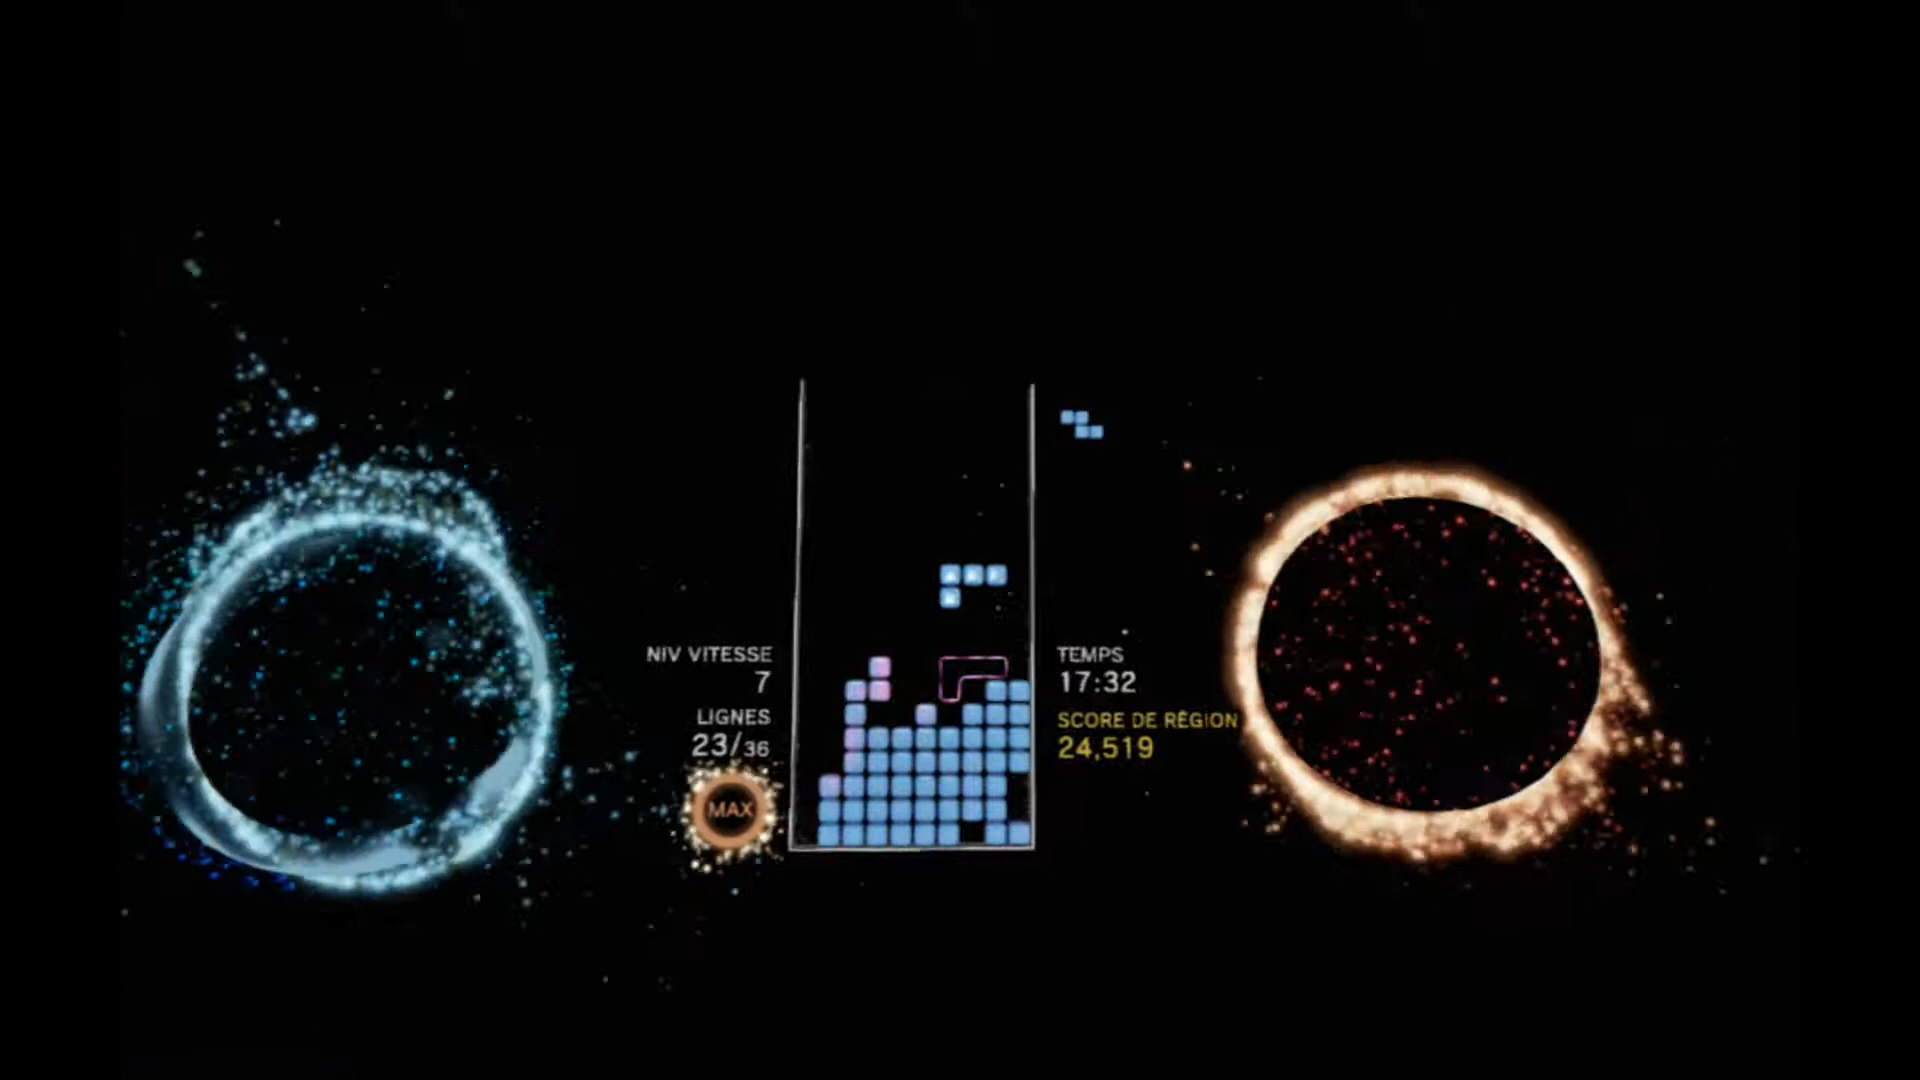 NIV VITESSE
7
LIGNES
23/36
MAX
TEMPS
17:32
SCORE DE RÉGION
24,519